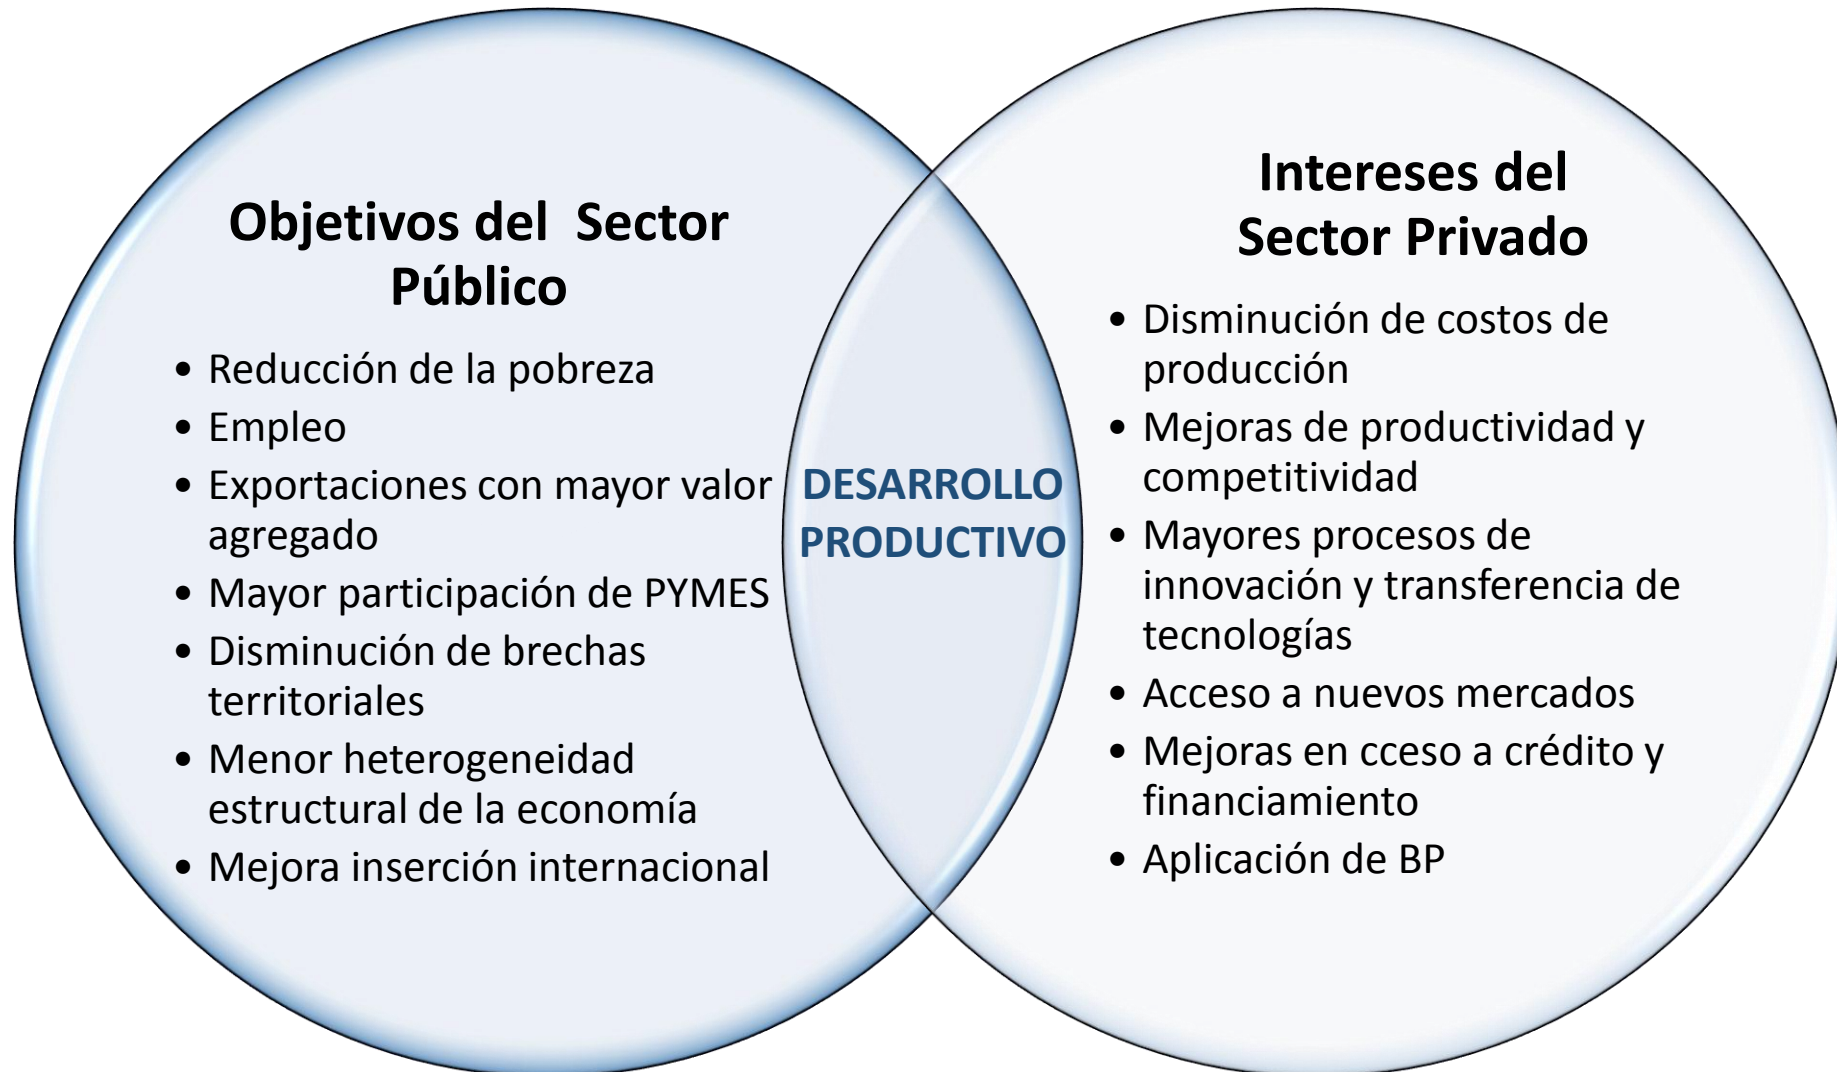 Objetivos del Sector
Público
• Reducción de la pobreza
• Empleo
• Exportaciones con mayor valor
agregado
• Mayor participación de PYMES
• Disminución de brechas
territoriales
• Menor heterogeneidad
estructural de la economía
• Mejora inserción internacional
DESARROLLO
PRODUCTIVO
Intereses del
Sector Privado
• Disminución de costos de
producción
• Mejoras de productividad y
competitividad
• Mayores procesos de
innovación y transferencia de
tecnologías
• Acceso a nuevos mercados
• Mejoras en cceso a crédito y
financiamiento
• Aplicación de BP